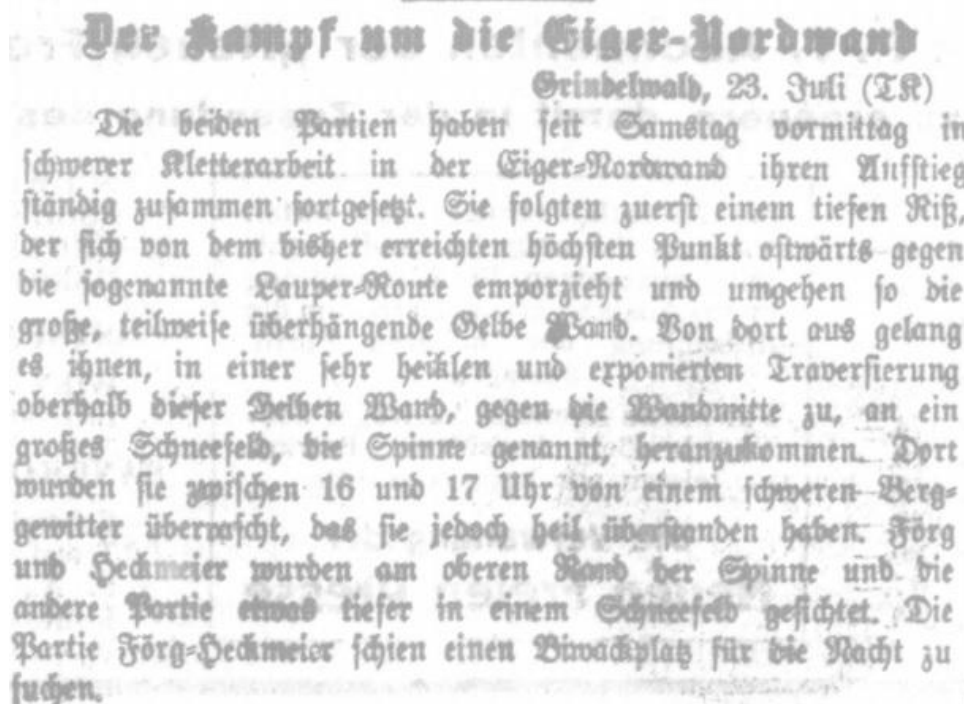 Der Kampf um die Eiger-Nordwand
Grindelwald, 23. Juli (TK)
Die beiden Partien haben seit Samstag vormittag in
schwerer Kletterarbeit in der Eiger-Nordwand ihren Aufstieg
ständig zusammen fortgesetzt. Sie folgten zuerst einem tiefen Riß,
der sich von dem bisher erreichten höchsten Punkt ostwärts gegen
die sogenannte Lauper-Route emporzieht und umgehen so die
große, teilweise überhängende Gelbe Wand. Von dort aus gelang
es ihnen, in einer sehr heiklen und exponierten Traversierung
oberhalb dieser Gelben Wand, gegen die Wandmitte zu, an ein
großes Schneefeld, die Spinne genannt, heranzukommen. Dort
wurden sie zwischen 16 und 17 Uhr von einem schweren Berg-
gewitter überrascht, das sie jedoch heil überstanden haben. Förg
und Heckmeier wurden am oberen Rand der Spinne und die
andere Partie etwas tiefer in einem Schneefeld gesichtet. Die
Partie Förg-Heckmeier schien einen Biwackplatz für die Nacht zu
suchen.